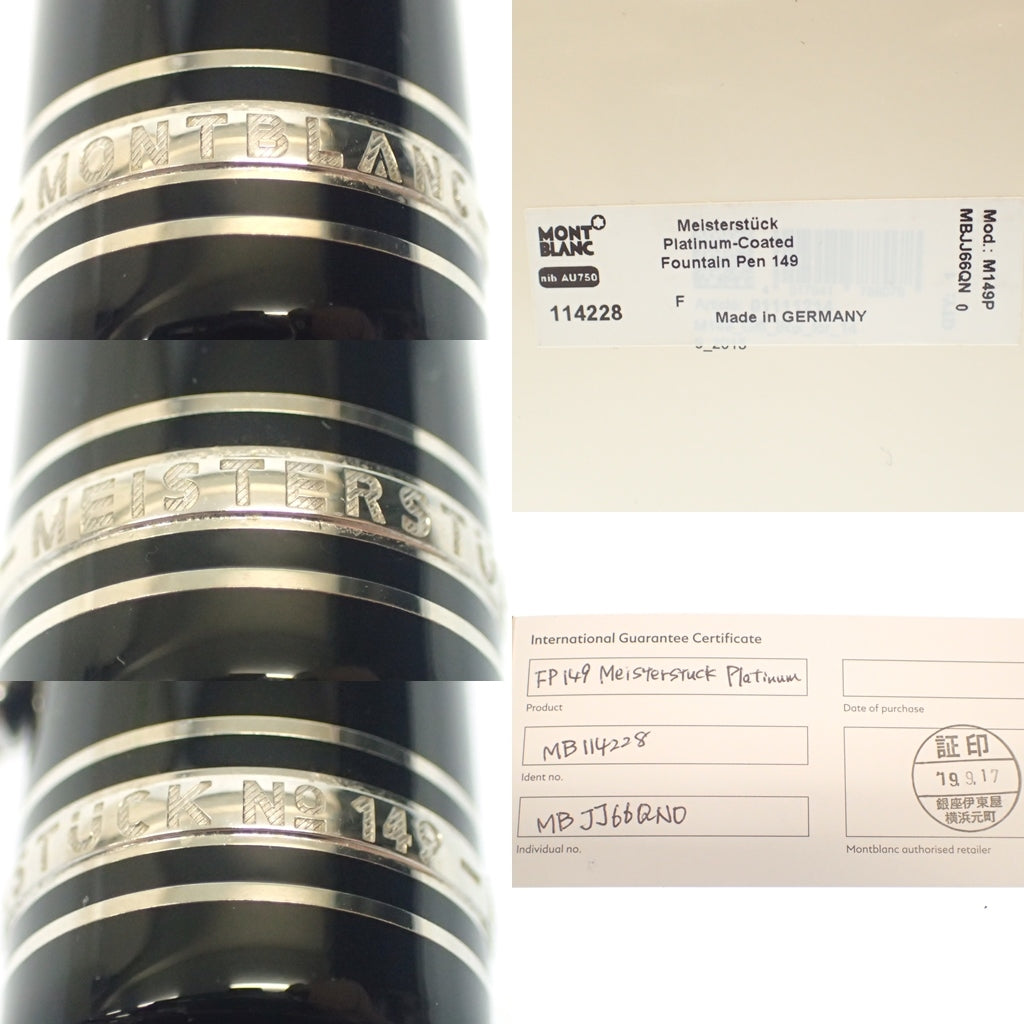 MONTBLANC
MEISTERSTÜ
STÜCK Nº 149
MONT
BLANC
nib AU750
114228
Meisterstück
Platinum-Coated
Fountain Pen 149
F
Made in GERMANY
Mod.: M149P
MBJJ66QN 0
International Guarantee Certificate
FP149 Meisterstuck Platinum
Product
Date of purchase
MB114228
Ident no.
MBJJ66QN0
Individual no.
証印
'19.9.17
銀座伊東屋
横浜元町
Montblanc authorised retailer